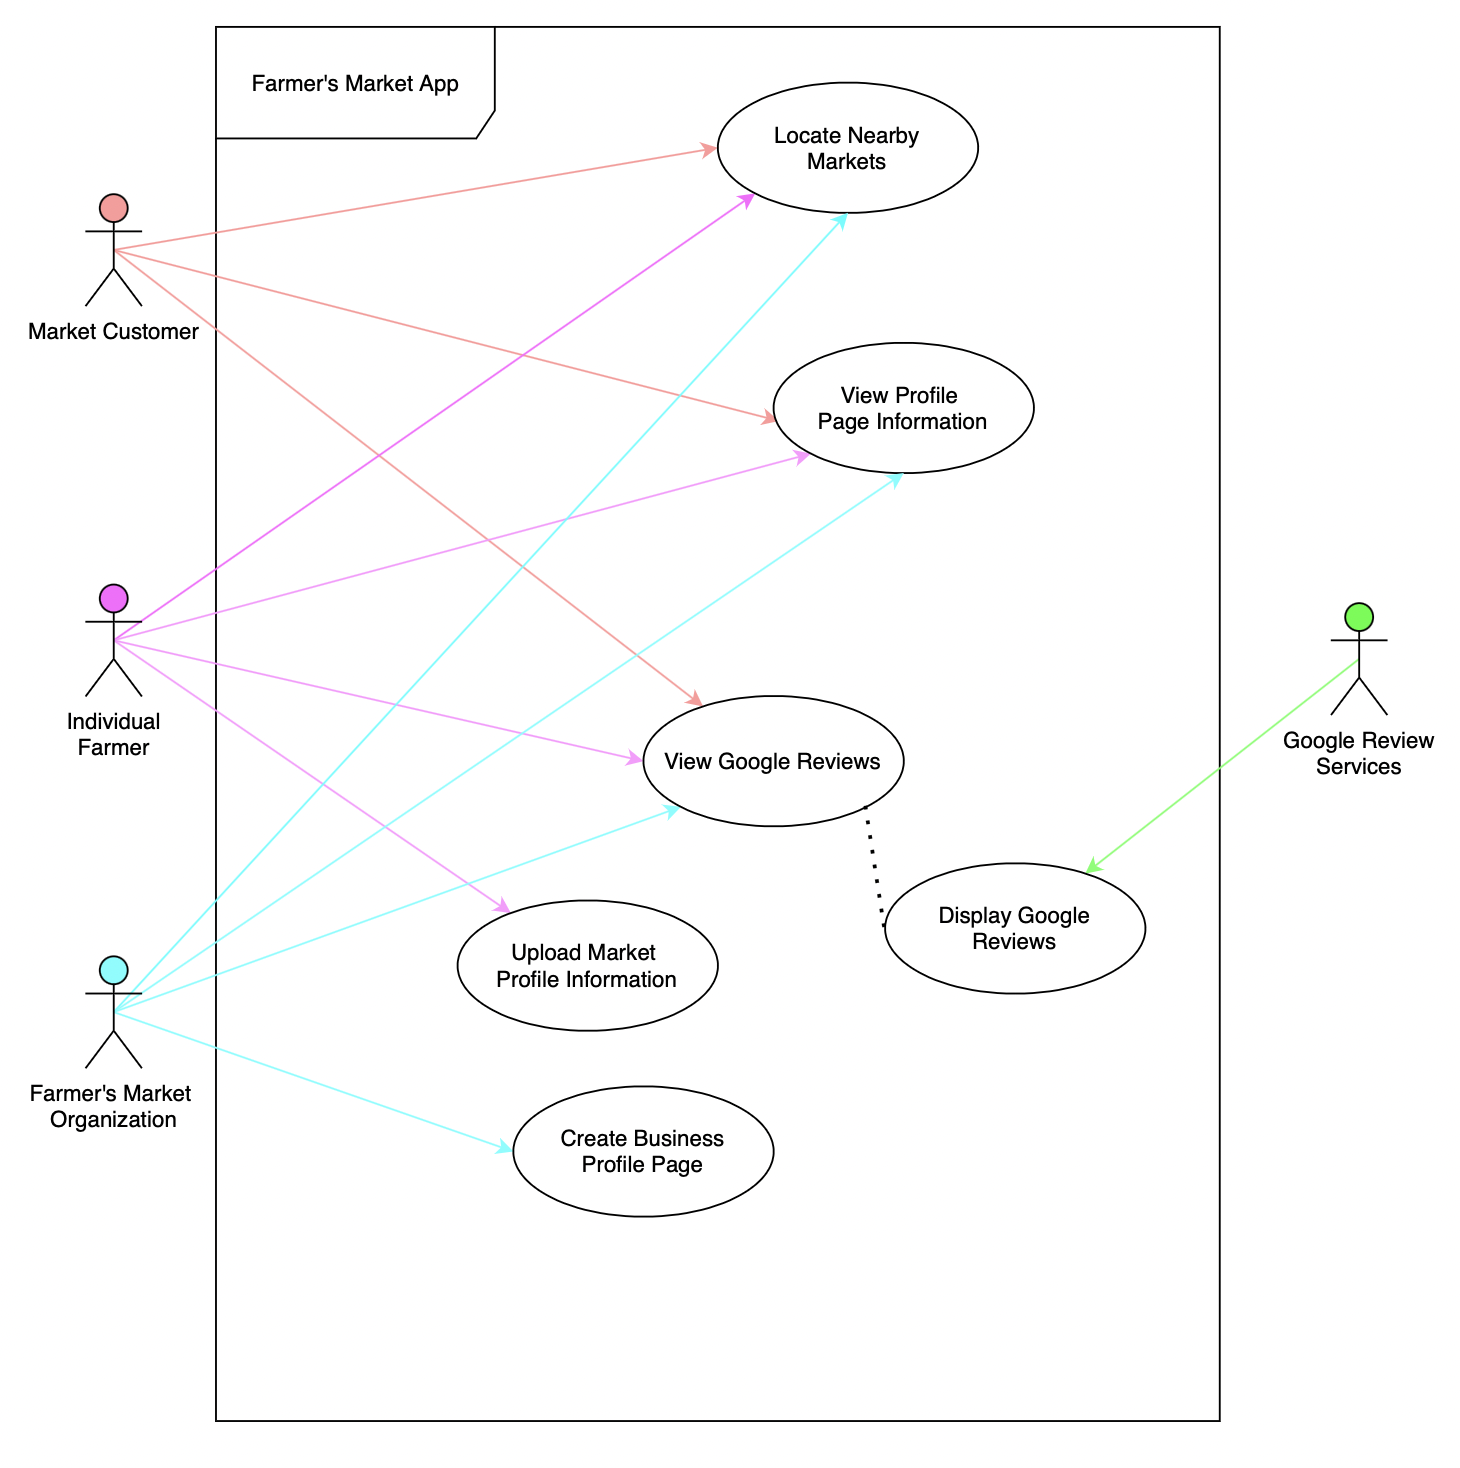 Farmer's Market App
Locate Nearby
Markets
Market Customer
View Profile
Page Information
Individual
Farmer
View Google Reviews
Google Review
Services
Upload Market
Profile Information
Display Google
Reviews
Farmer's Market
Organization
Create Business
Profile Page